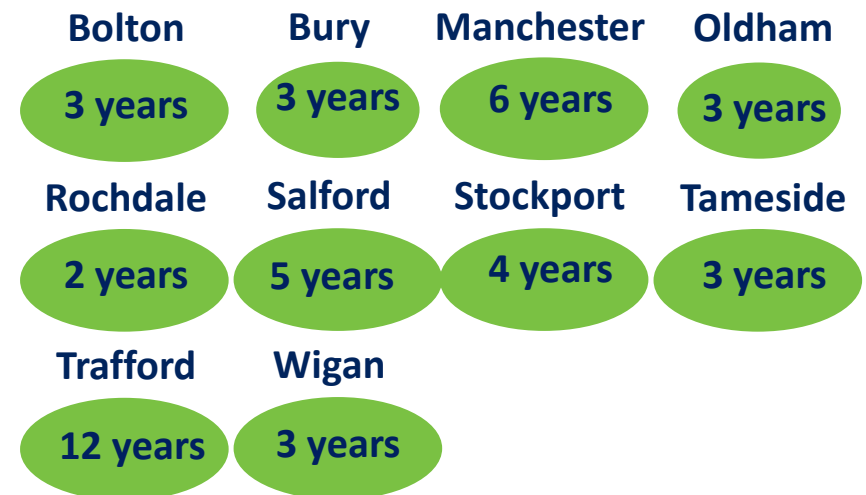 Bolton Bury Manchester Oldham
3 years 3 years 6 years 3 years
Rochdale Salford Stockport Tameside
2 years 5 years 4 years 3 years
Trafford Wigan
12 years 3 years